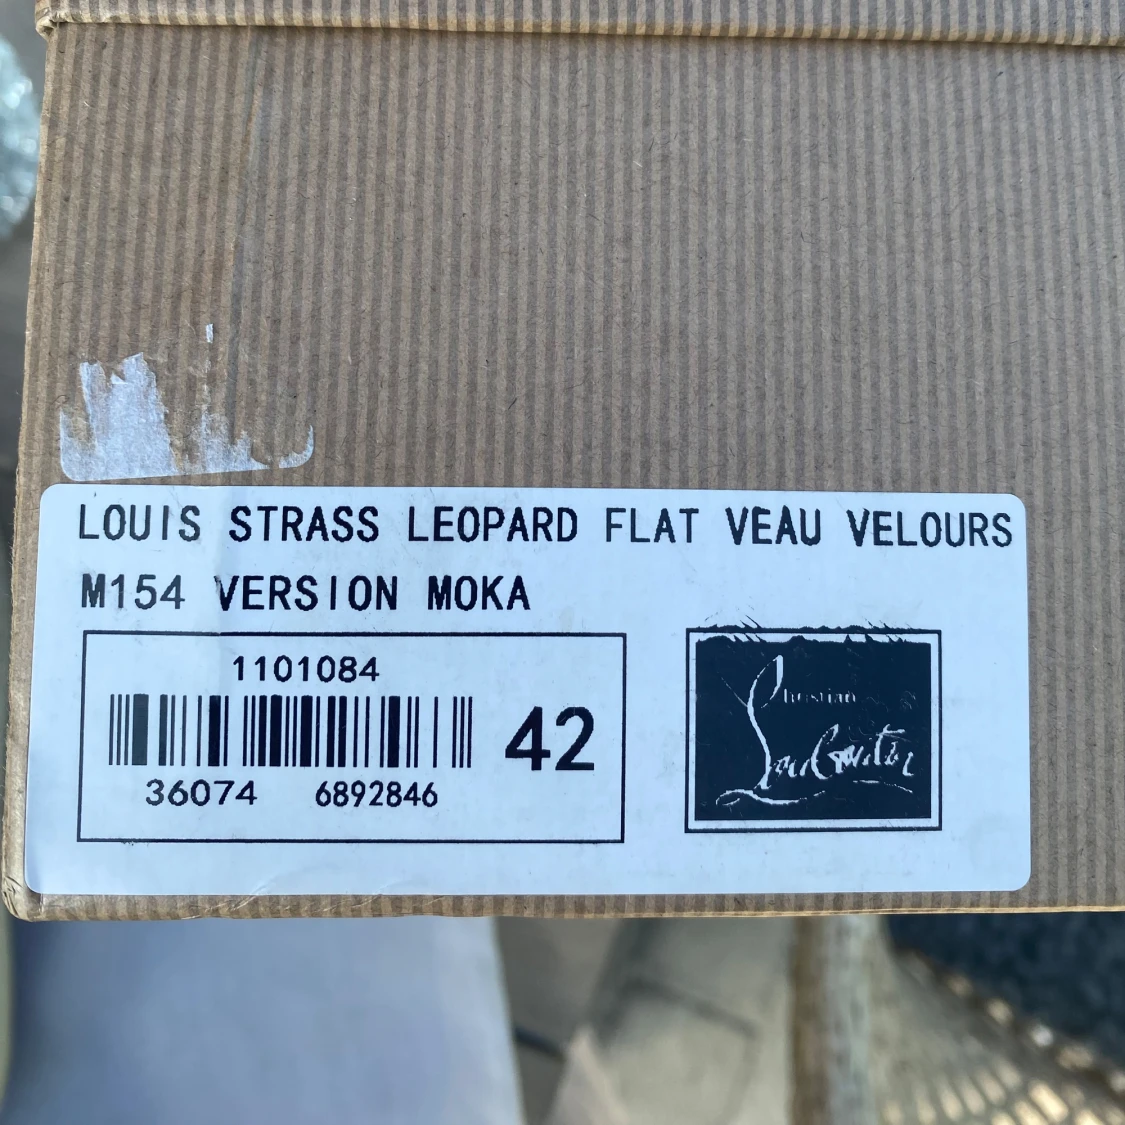 LOUIS STRASS LEOPARD FLAT VEAU VELOURS
M154 VERSION MOKA
1101084
36074 6892846
42
Christian
Louboutin